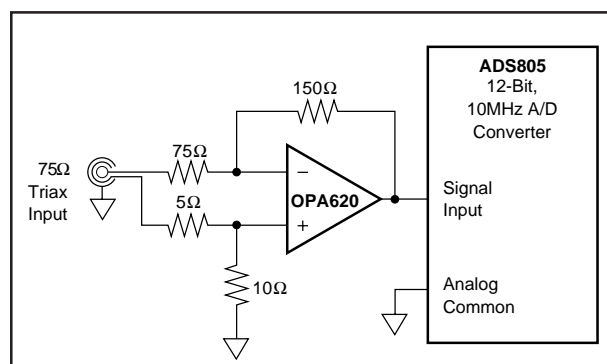 ADS805
12-Bit,
10MHz A/D
Converter
150Ω
75Ω
Triax
Input
75Ω
5Ω
–
+
OPA620
10Ω
Signal
Input
Analog
Common